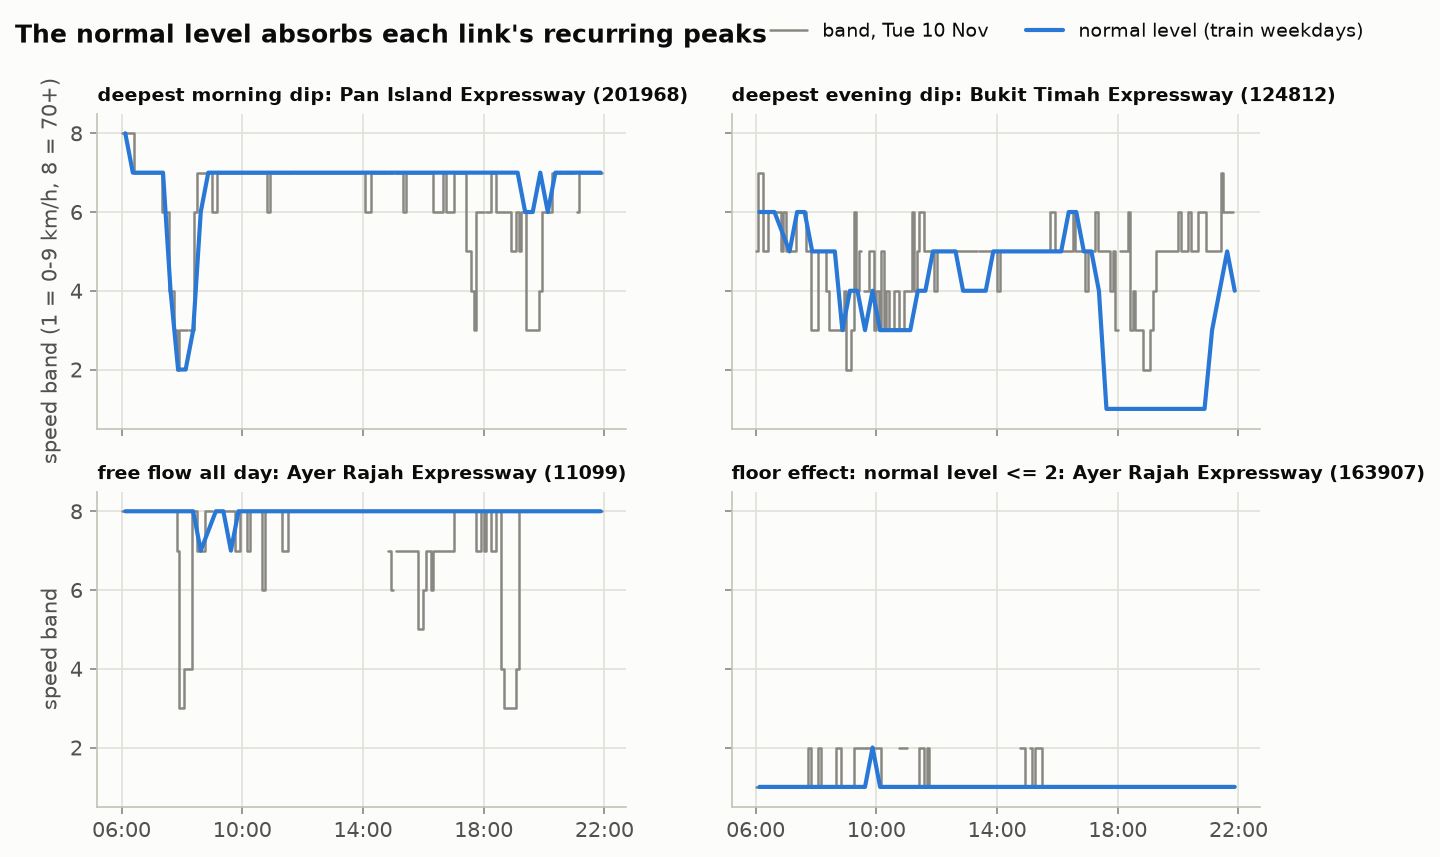 The normal level absorbs each link's recurring peaks
band, Tue 10 Nov
normal level (train weekdays)
deepest morning dip: Pan Island Expressway (201968)
deepest evening dip: Bukit Timah Expressway (124812)
speed band (1 = 0-9 km/h, 8 = 70+)
8
6
4
2
free flow all day: Ayer Rajah Expressway (11099)
floor effect: normal level <= 2: Ayer Rajah Expressway (163907)
speed band
8
6
4
2
06:00 10:00 14:00 18:00 22:00
06:00 10:00 14:00 18:00 22:00